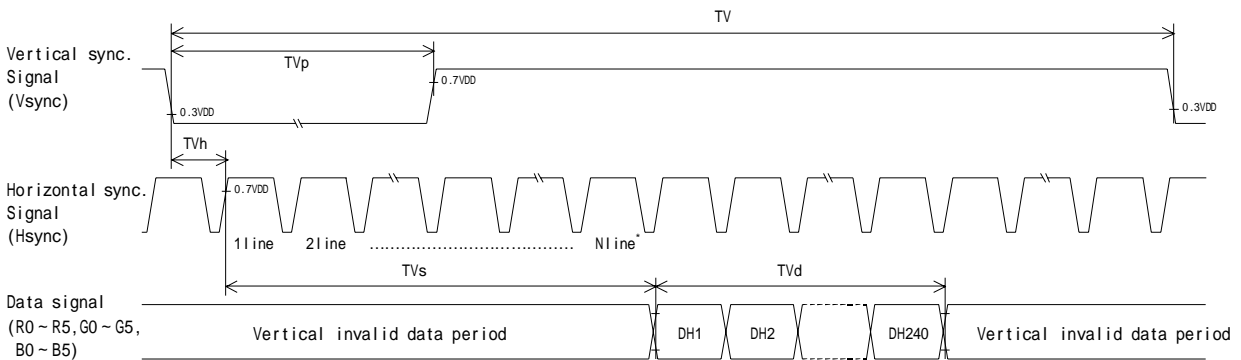 TV
Vertical sync.
Signal
(Vsync)
TVp
0.7VDD
0.3VDD
0.3VDD
TVh
Horizontal sync.
Signal
(Hsync)
0.7VDD
1line 2line ..................................... Nline*
TVs
TVd
Data signal
(R0~R5,G0~G5,
B0~B5)
Vertical invalid data period
DH1
DH2
DH240
Vertical invalid data period